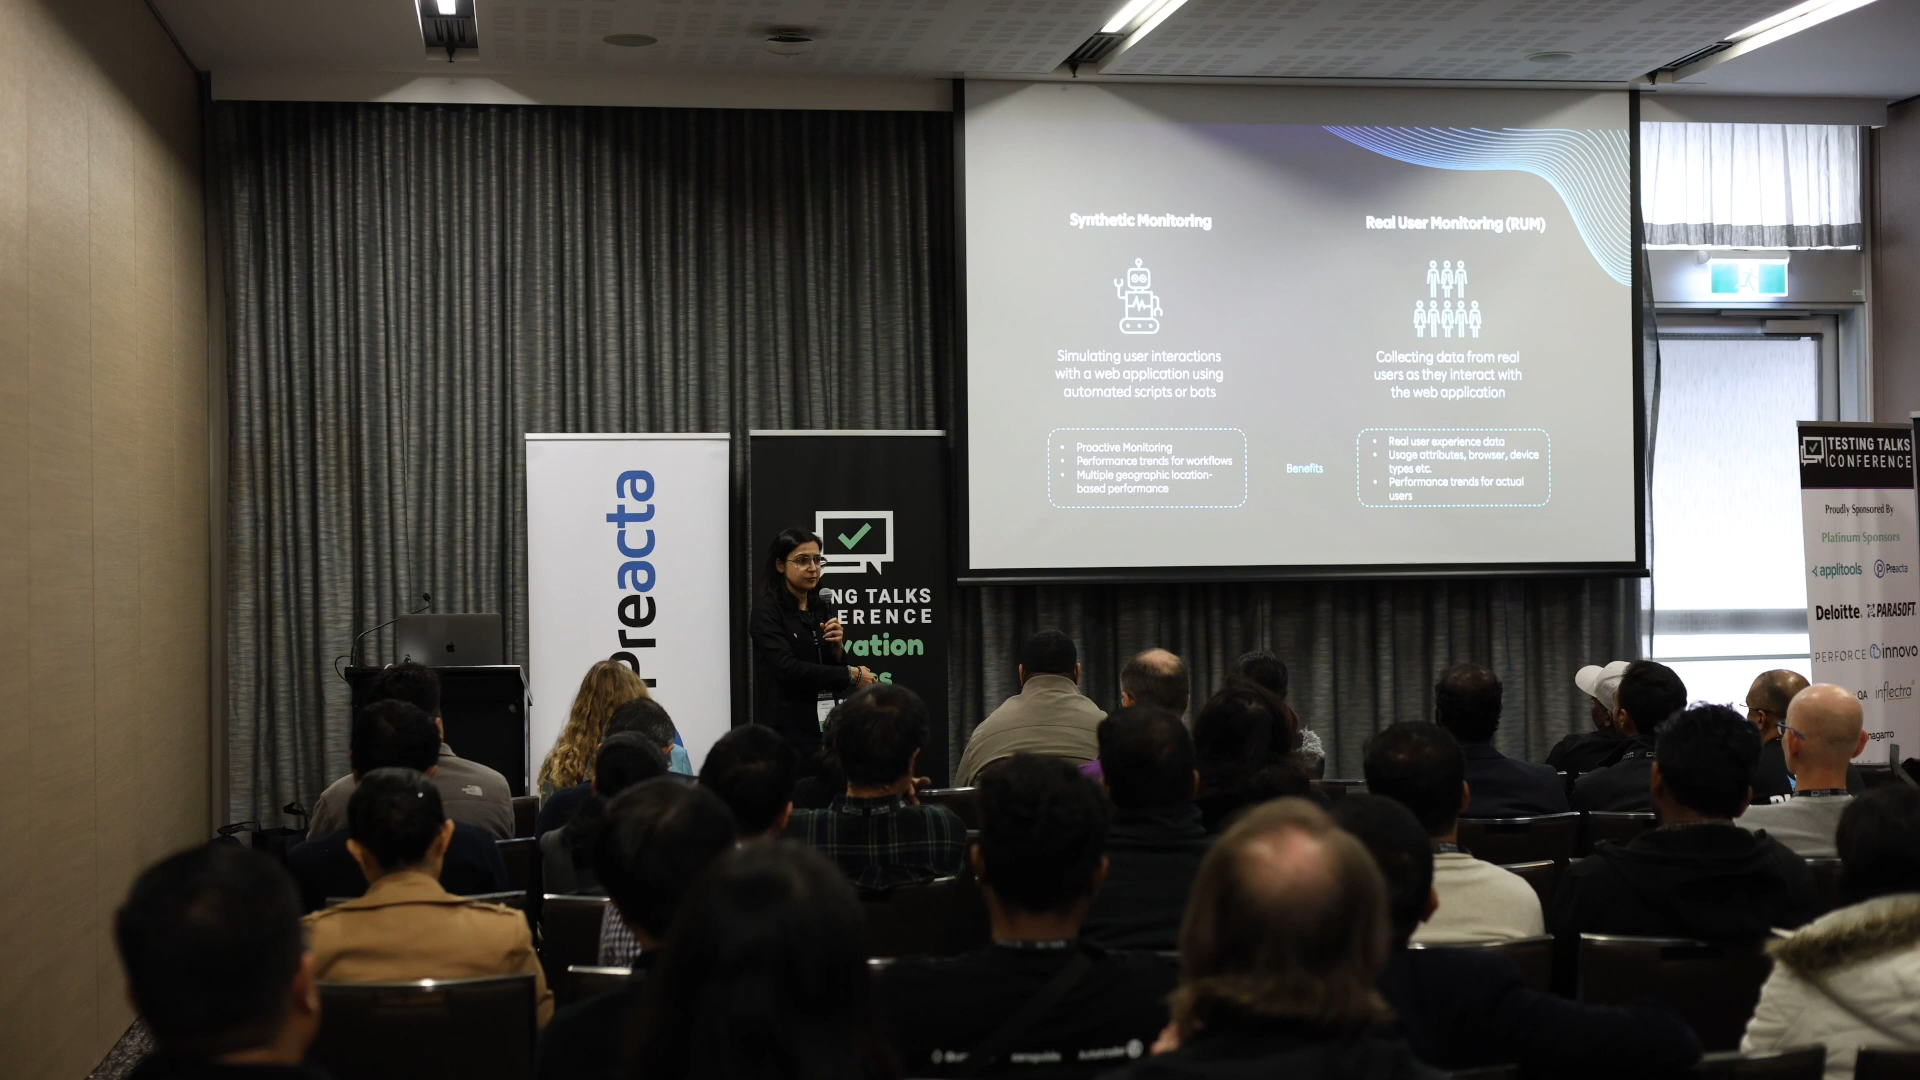 Synthetic Monitoring
Simulating user interactions
with a web application using
automated scripts or bots
• Proactive Monitoring
• Performance trends for workflows
• Multiple geographic location-
based performance
Benefits
Real User Monitoring (RUM)
Collecting data from real
users as they interact with
the web application
• Real user experience data
• Usage attributes, browser, device
types etc.
• Performance trends for actual
users
Preacta
NG TALKS
ERENCE
vation
es
TESTING TALKS
CONFERENCE
Proudly Sponsored By
Platinum Sponsors
applitools Preacta
Deloitte. PARASOFT
PERFORCE innovo
QA inflectra
nagarro